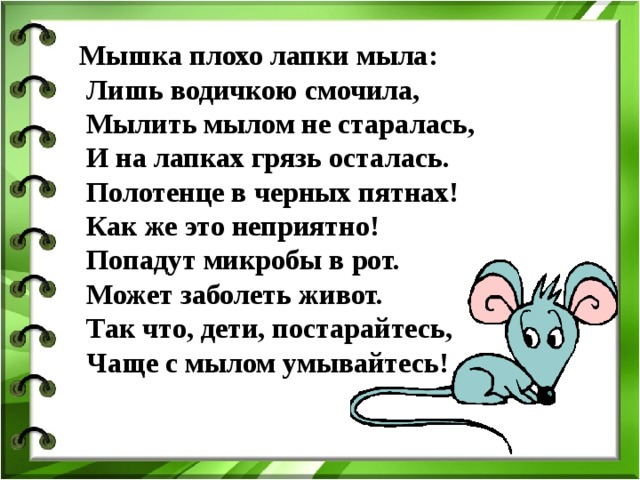 Мышка плохо лапки мыла:
Лишь водичкою смочила,
Мылить мылом не старалась,
И на лапках грязь осталась.
Полотенце в черных пятнах!
Как же это неприятно!
Попадут микробы в рот.
Может заболеть живот.
Так что, дети, постарайтесь,
Чаще с мылом умывайтесь!